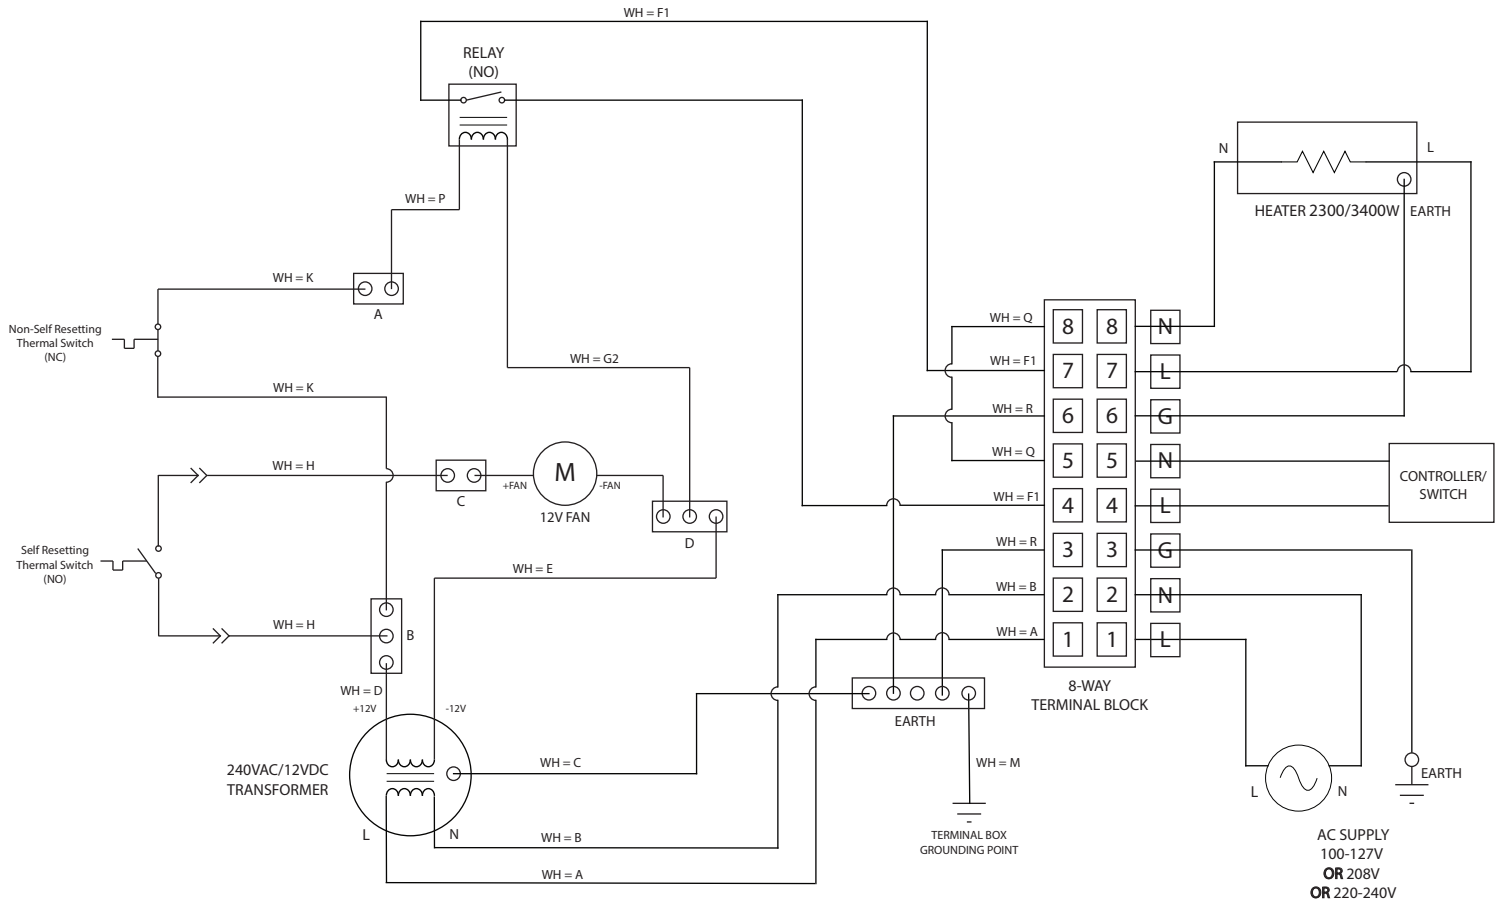 WH = F1
RELAY
(NO)
N
L
HEATER 2300/3400W
EARTH
WH = P
WH = K
A
Non-Self Resetting
Thermal Switch
(NC)
WH = G2
WH = K
WH = Q
8 8 N
WH = F1
7 7 L
WH = R
6 6 G
WH = Q
5 5 N
WH = F1
4 4 L
WH = R
3 3 G
WH = B
2 2 N
WH = A
1 1 L
8-WAY
TERMINAL BLOCK
CONTROLLER/
SWITCH
WH = H
C
+FAN
M
-FAN
12V FAN
D
Self Resetting
Thermal Switch
(NO)
WH = E
WH = H
B
WH = D
+12V
-12V
EARTH
240VAC/12VDC
TRANSFORMER
WH = C
WH = M
L
N
TERMINAL BOX
GROUNDING POINT
WH = B
WH = A
L
N
EARTH
AC SUPPLY
100-127V
OR 208V
OR 220-240V